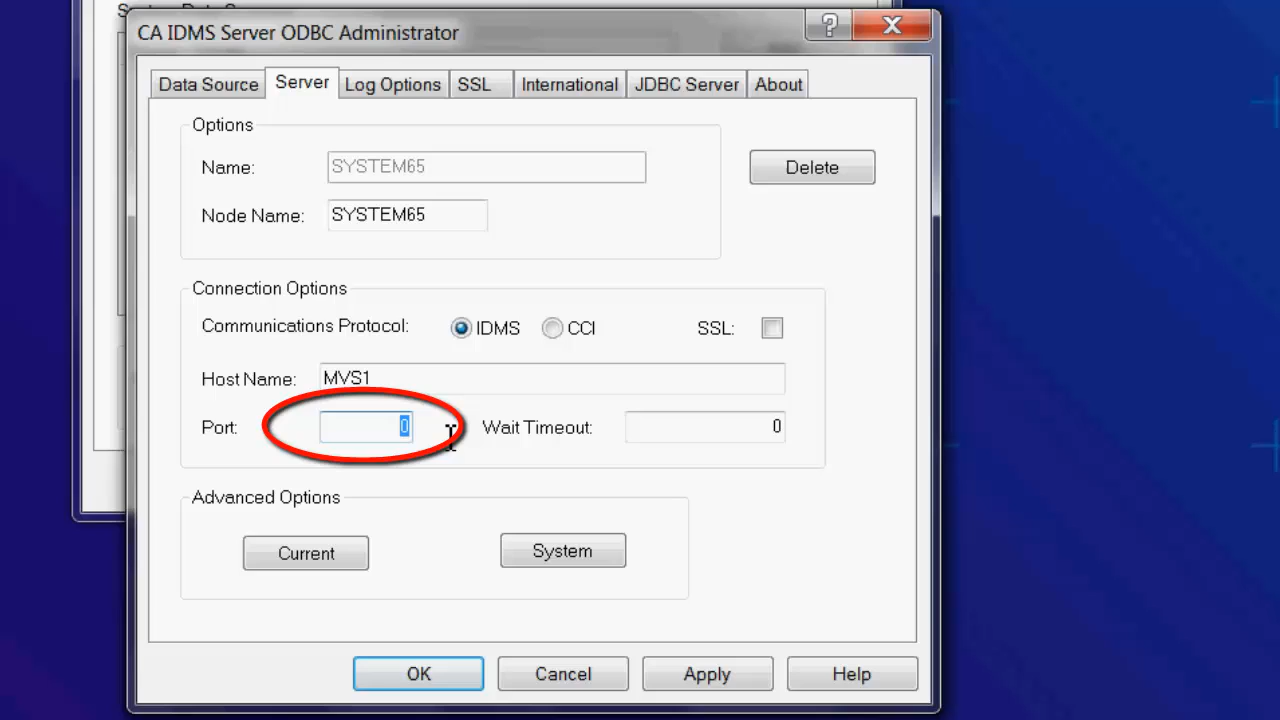 CA IDMS Server ODBC Administrator
Data Source Server Log Options SSL International JDBC Server About
Options
Name: SYSTEM65
Delete
Node Name: SYSTEM65
Connection Options
Communications Protocol: IDMS CCI SSL:
Host Name: MVS1
Port: 0 Wait Timeout: 0
Advanced Options
Current System
OK Cancel Apply Help